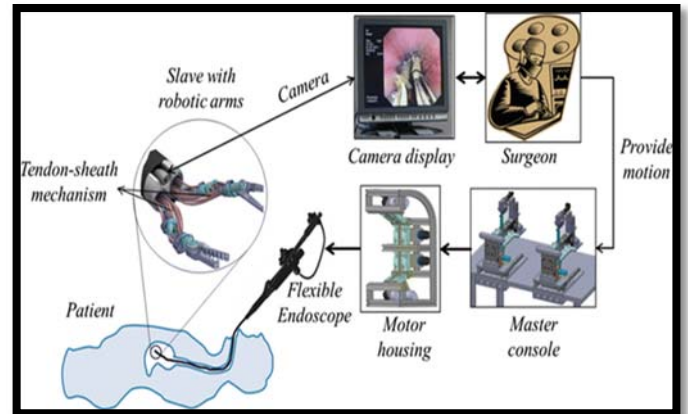 Slave with
robotic arms
Camera
Tendon-sheath
mechanism
Camera display
Surgeon
Provide
motion
Patient
Flexible
Endoscope
Motor
housing
Master
console